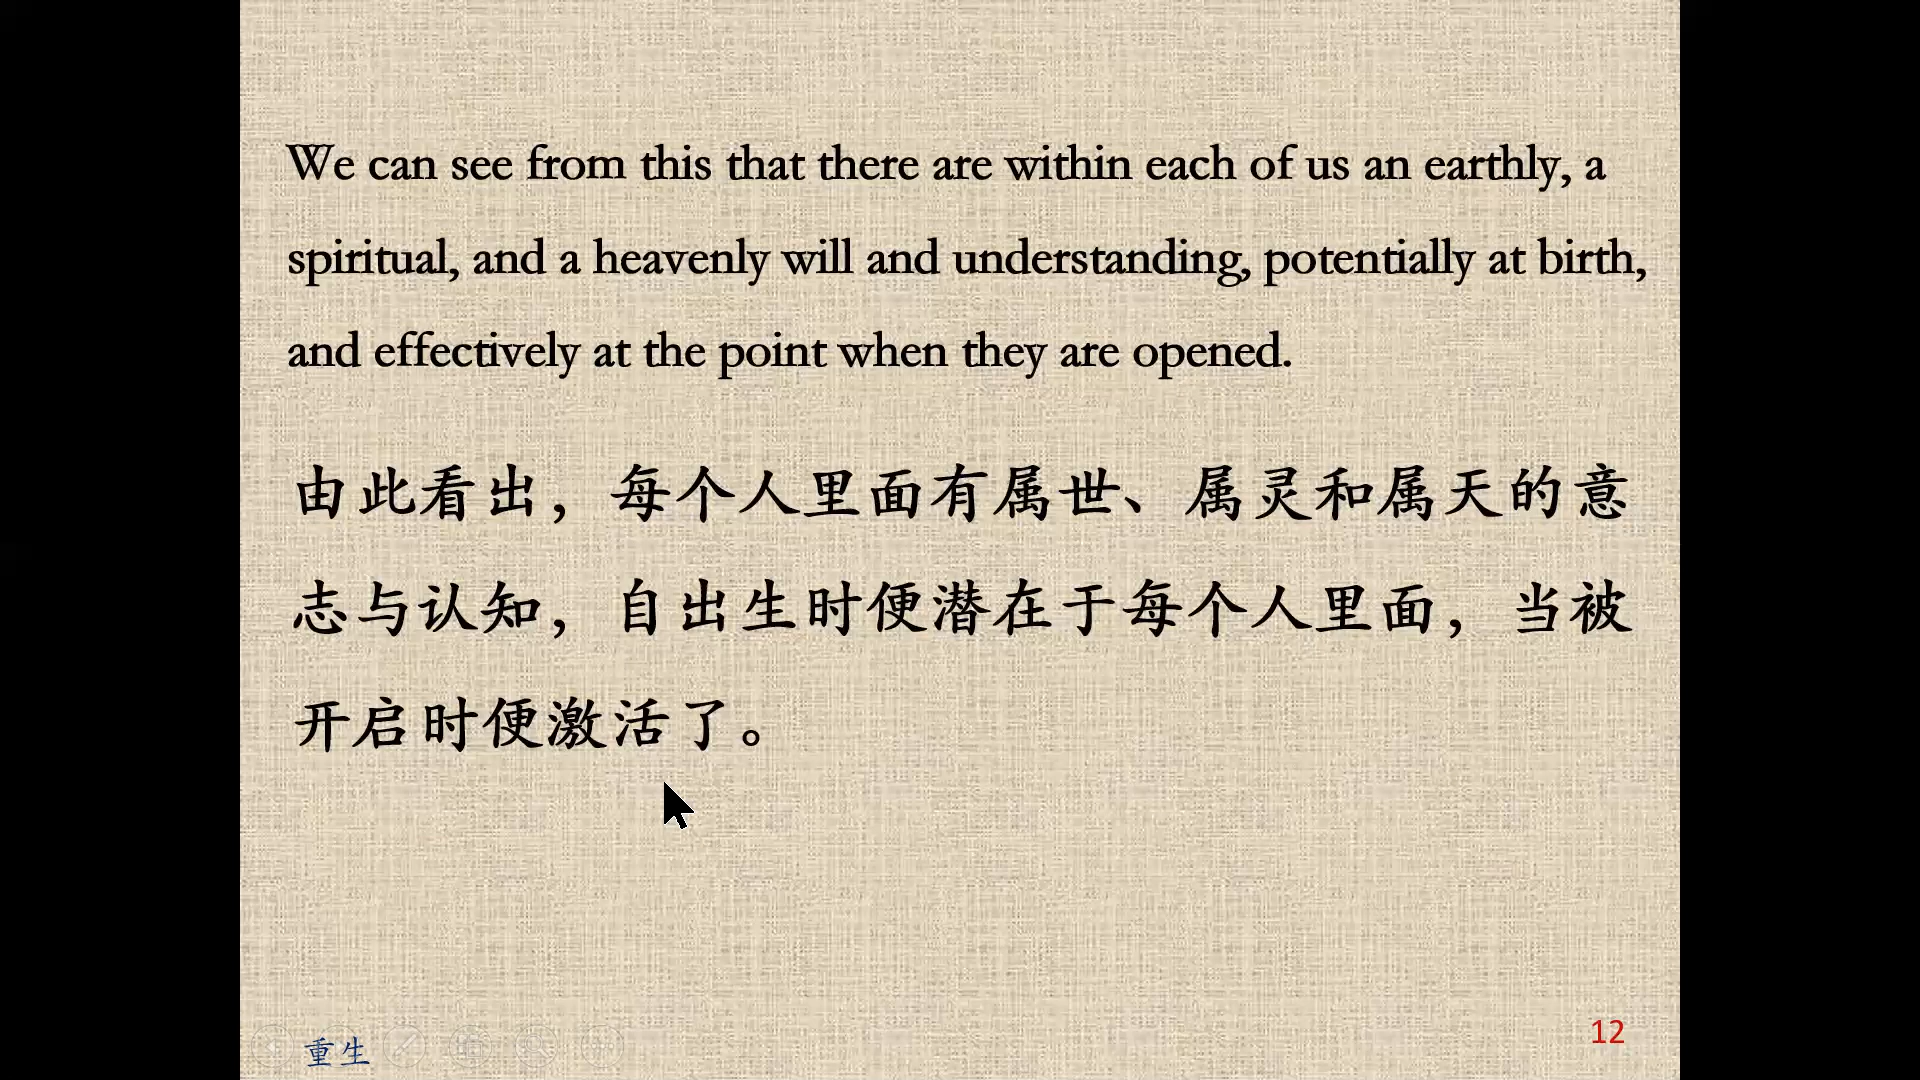 We can see from this that there are within each of us an earthly, a
spiritual, and a heavenly will and understanding, potentially at birth,
and effectively at the point when they are opened.
由此看出，每个人里面有属世、属灵和属天的意
志与认知，自出生时便潜在于每个人里面，当被
开启时便激活了。
重生
12